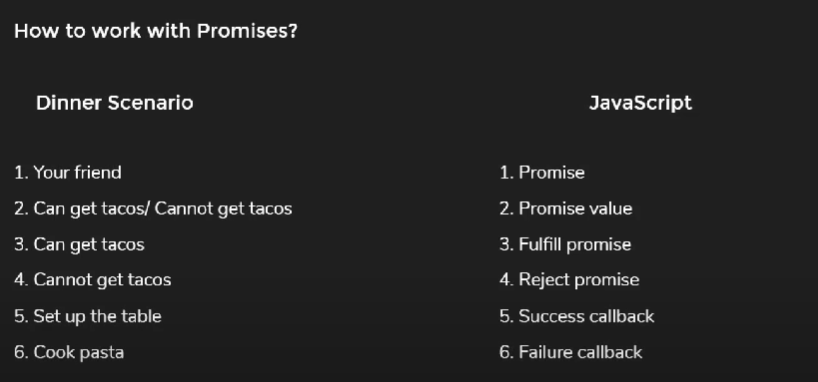 How to work with Promises?
Dinner Scenario
JavaScript
1. Your friend
1. Promise
2. Can get tacos/ Cannot get tacos
2. Promise value
3. Can get tacos
3. Fulfill promise
4. Cannot get tacos
4. Reject promise
5. Set up the table
5. Success callback
6. Cook pasta
6. Failure callback